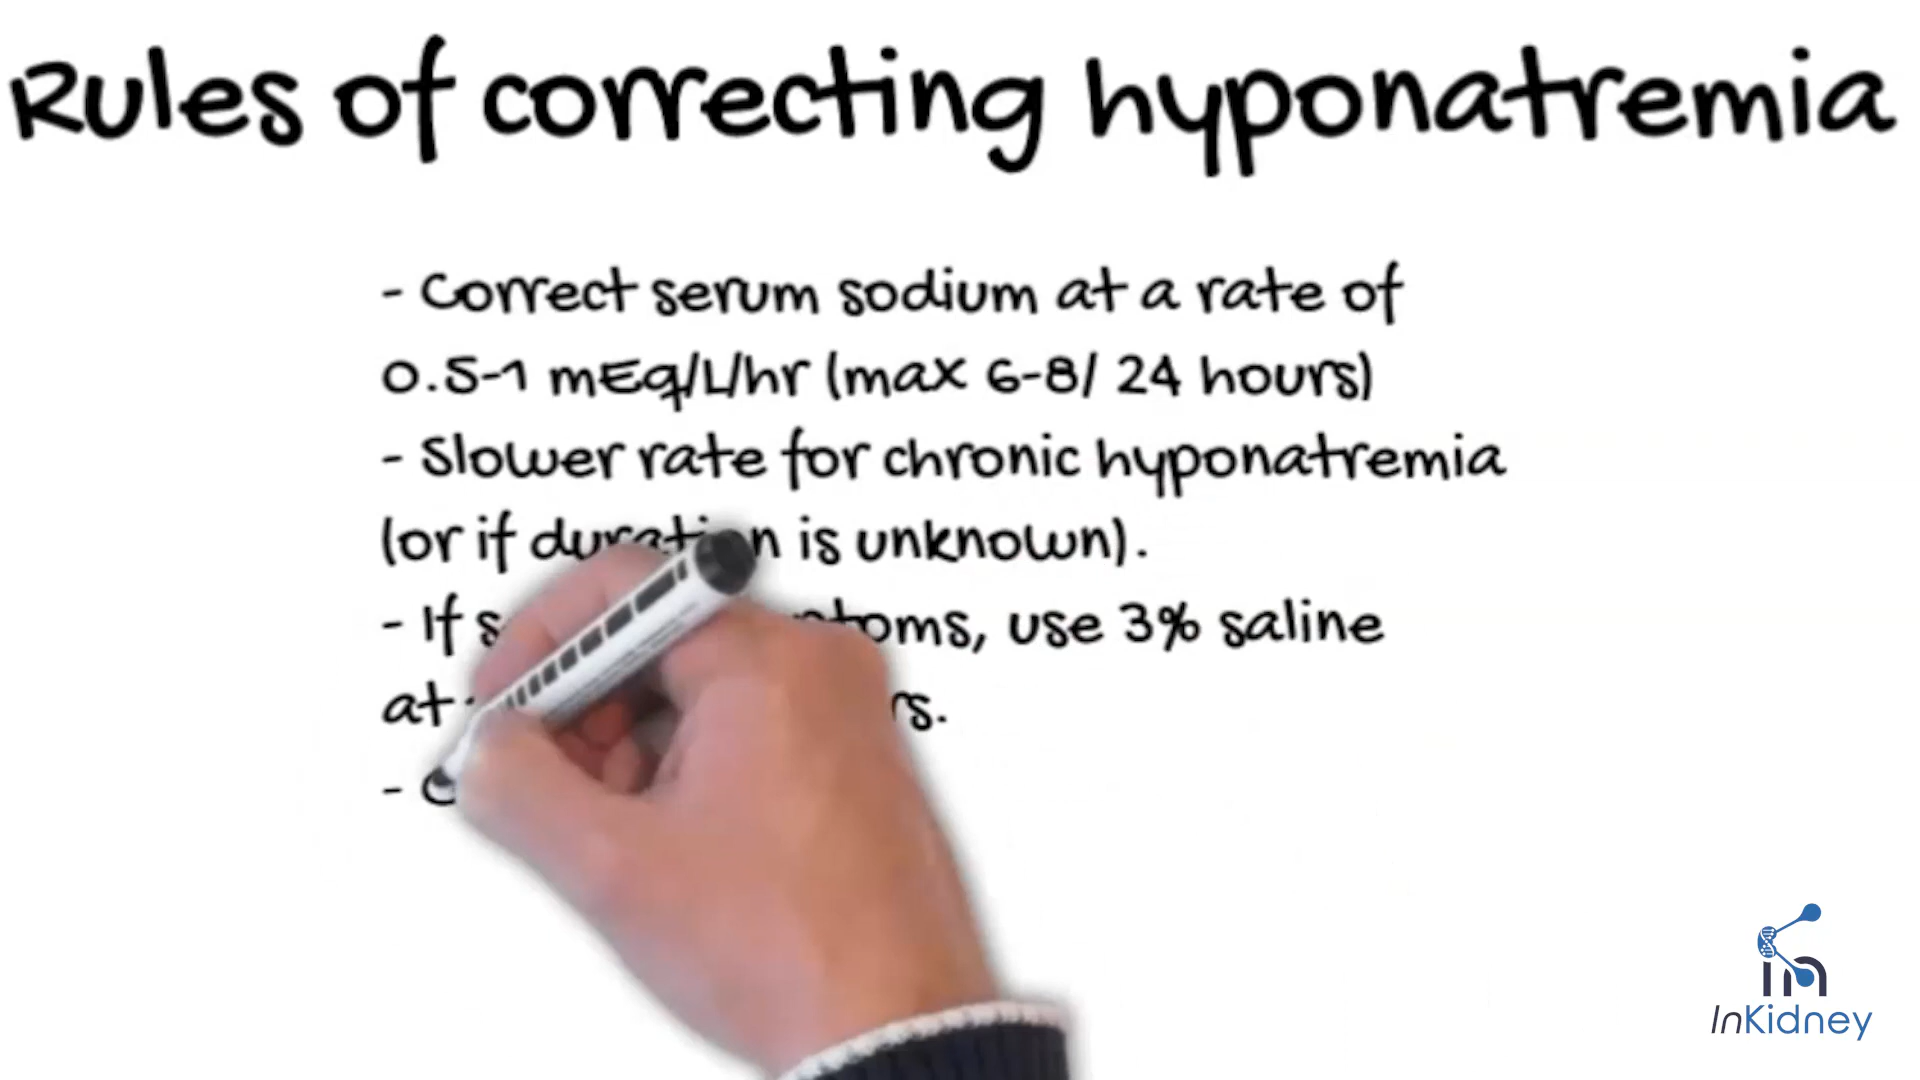 Rules of correcting hyponatremia
- Correct serum sodium at a rate of
0.5-1 mEq/L/hr (max 6-8/ 24 hours)
- Slower rate for chronic hyponatremia
(or if duration is unknown).
- If use 3% saline
at
-
InKidney